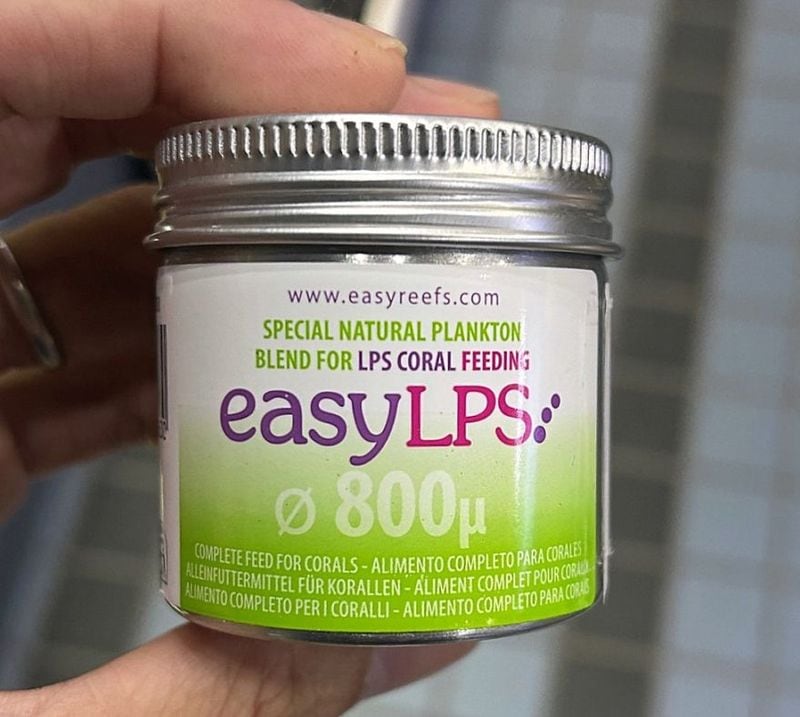 www.easyreefs.com
SPECIAL NATURAL PLANKTON
BLEND FOR LPS CORAL FEEDING
easyLPS
Ø 800µ
COMPLETE FEED FOR CORALS - ALIMENTO COMPLETO PARA CORALES
ALLEINFUTTERMITTEL FÜR KORALLEN - ALIMENT COMPLET POUR
ALIMENTO COMPLETO PER I CORALLI - ALIMENTO COMPLETO PARA